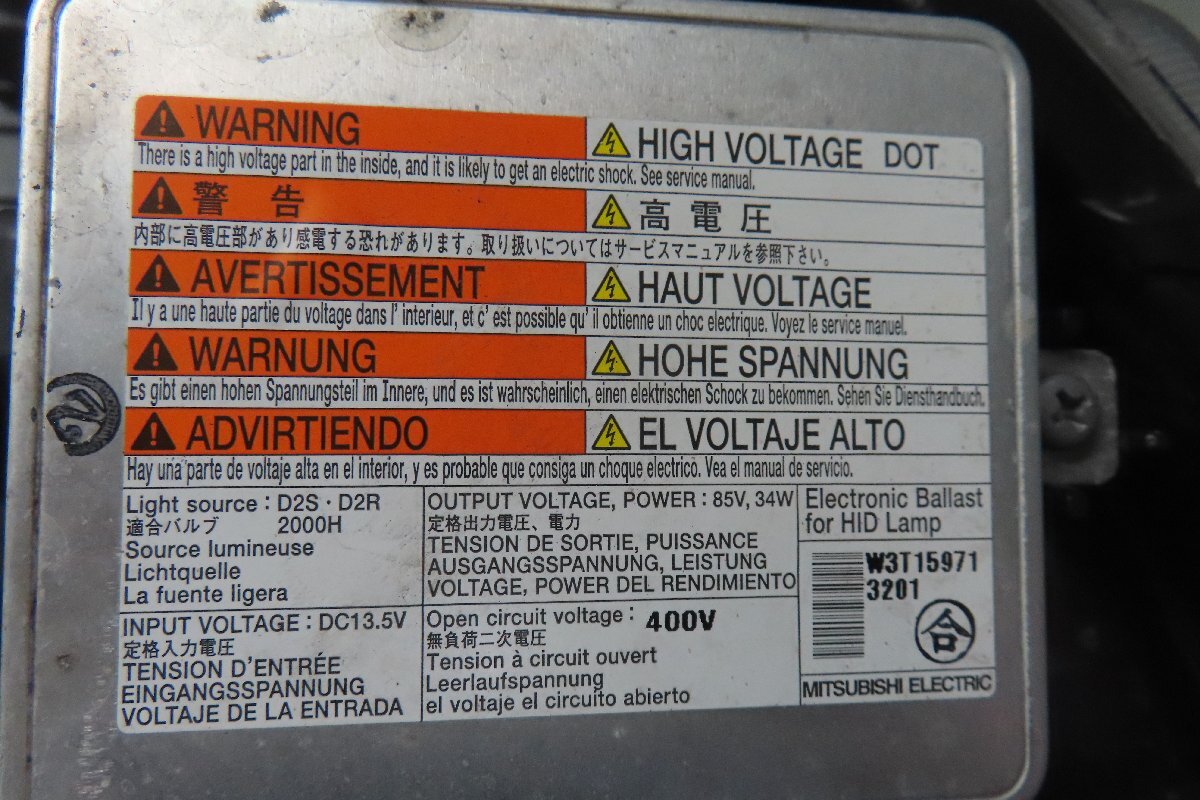 WARNING
HIGH VOLTAGE DOT
There is a high voltage part in the inside, and it is likely to get an electric shock. See service manual.
警告
高電圧
内部に高電圧部があり感電する恐れがあります。取り扱いについてはサービスマニュアルを参照下さい。
AVERTISSEMENT
HAUT VOLTAGE
Il y a une haute partie du voltage dans l' interieur, et c' est possible qu' il obtienne un choc electrique. Voyez le service manuel.
WARNUNG
HOHE SPANNUNG
Es gibt einen hohen Spannungsteil im Innere, und es ist wahrscheinlich, einen elektrischen Schock zu bekommen. Sehen Sie Diensthandbuch.
ADVIRTIENDO
EL VOLTAJE ALTO
Hay una parte de voltaje alta en el interior, y es probable que consiga un choque electricó. Vea el manual de servicio.
Light source : D2S · D2R
適合バルブ 2000H
Source lumineuse
Lichtquelle
La fuente ligera
OUTPUT VOLTAGE, POWER : 85V, 34W
定格出力電圧、電力
TENSION DE SORTIE, PUISSANCE
AUSGANGSSPANNUNG, LEISTUNG
VOLTAGE, POWER DEL RENDIMIENTO
Electronic Ballast
for HID Lamp
INPUT VOLTAGE : DC13.5V
定格入力電圧
TENSION D'ENTRÉE
EINGANGSSPANNUNG
VOLTAJE DE LA ENTRADA
Open circuit voltage : 400V
無負荷二次電圧
Tension à circuit ouvert
Leerlaufspannung
el voltaje el circuito abierto
W3T15971
3201
合
MITSUBISHI ELECTRIC